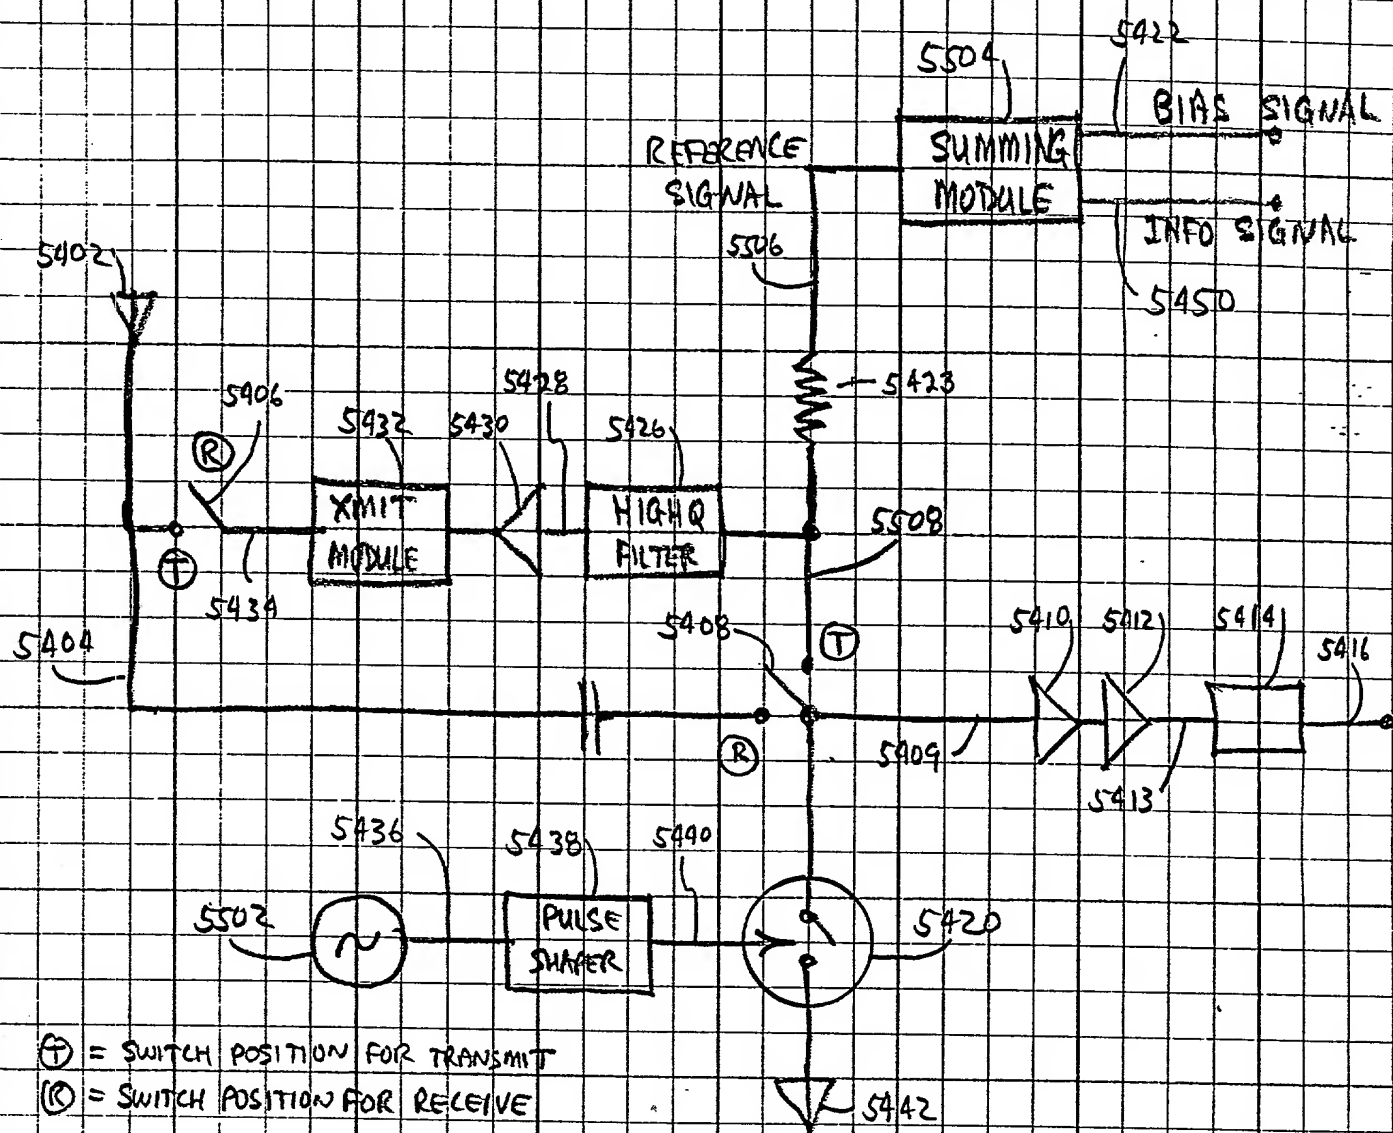 5422
5504
BIAS SIGNAL
REFERENCE
SIGNAL
SUMMING
MODULE
INFO SIGNAL
5506
5450
5402
5406
5428
5423
5432
5430
5426
R
XMIT
MODULE
HIGH Q
FILTER
5508
T
5434
5408
T
5410
5412
5414
5416
5404
R
5409
5413
5436
5438
5440
5502
PULSE
SHAPER
5420
T = SWITCH POSITION FOR TRANSMIT
R = SWITCH POSITION FOR RECEIVE
5442